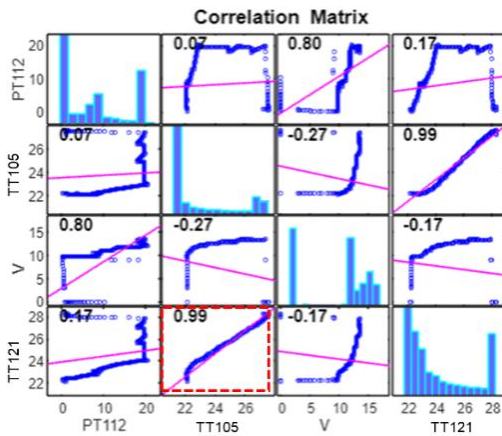 Correlation Matrix
PT112
20
10
0
0.07
0.80
0.17
TT105
26
24
22
0.07
-0.27
0.99
V
15
10
5
0
0.80
-0.27
-0.17
TT121
28
26
24
22
0.17
0.99
-0.17
0 10 20
22 24 26
0 5 10 15
22 24 26 28
PT112
TT105
V
TT121